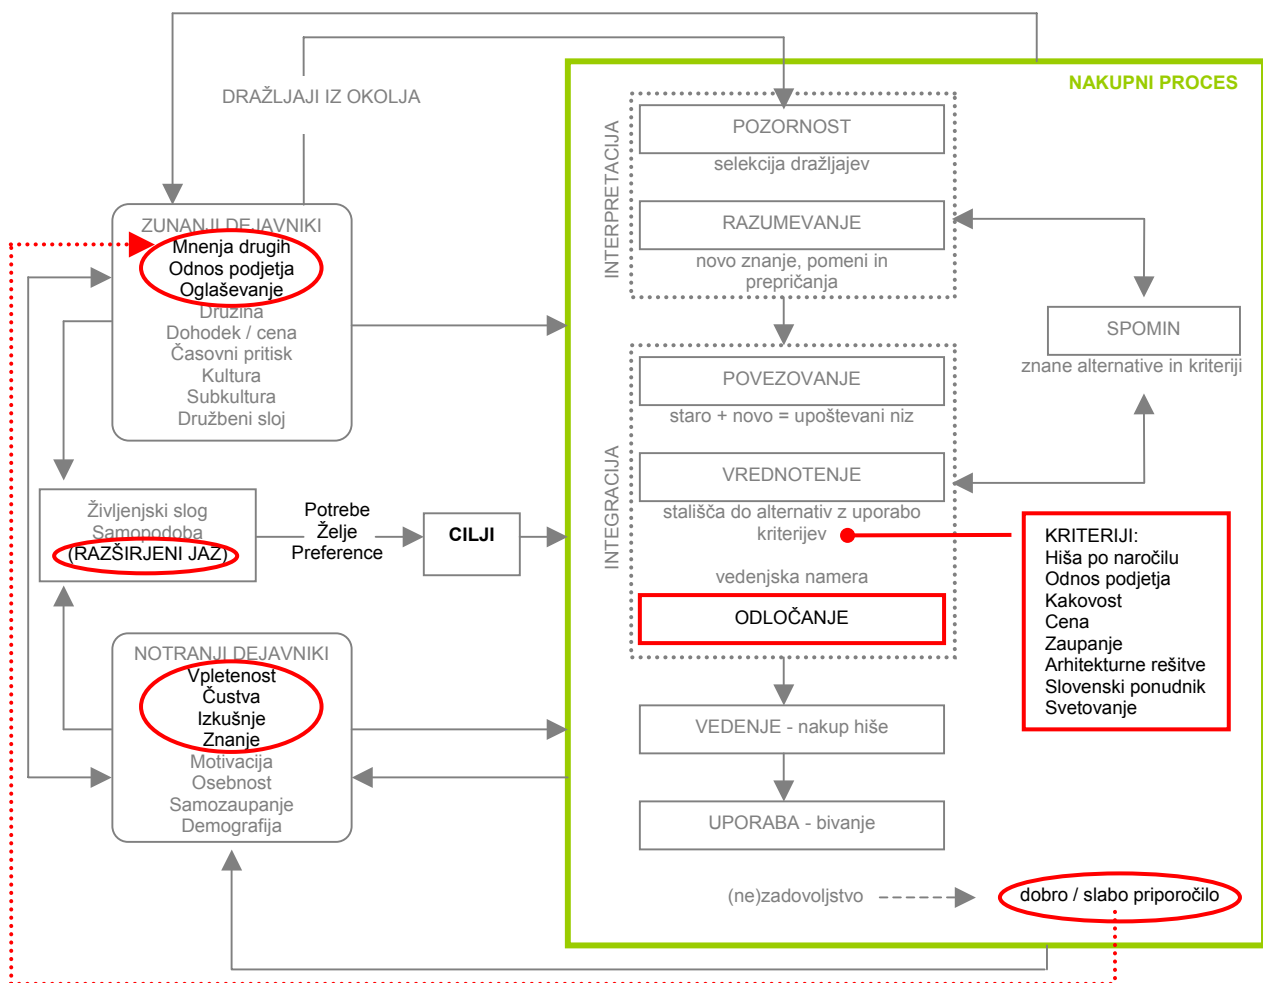 NAKUPNI PROCES
DRAŽLJAJI IZ OKOLJA
ZUNANJI DEJAVNIKI
Mnenja drugih
Odnos podjetja
Oglaševanje
Družina
Dohodek / cena
Časovni pritisk
Kultura
Subkultura
Družbeni sloj
Življenjski slog
Samopodoba
(RAZŠIRJENI JAZ)
Potrebe
Želje
Preference
CILJI
NOTRANJI DEJAVNIKI
Vpletenost
Čustva
Izkušnje
Znanje
Motivacija
Osebnost
Samozaupanje
Demografija
INTERPRETACIJA
POZORNOST
selekcija dražljajev
RAZUMEVANJE
novo znanje, pomeni in
prepričanja
INTEGRACIJA
POVEZOVANJE
staro + novo = upoštevani niz
VREDNOTENJE
stališča do alternativ z uporabo
kriterijev
vedenjska namera
ODLOČANJE
VEDENJE - nakup hiše
UPORABA - bivanje
(ne)zadovoljstvo
dobro / slabo priporočilo
SPOMIN
znane alternative in kriteriji
KRITERIJI:
Hiša po naročilu
Odnos podjetja
Kakovost
Cena
Zaupanje
Arhitekturne rešitve
Slovenski ponudnik
Svetovanje